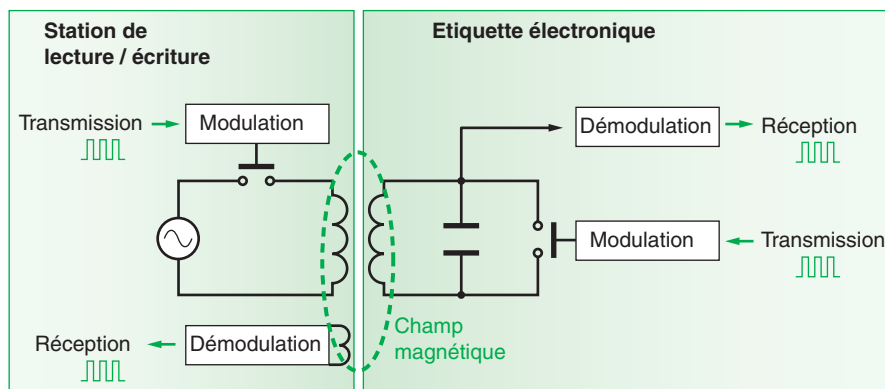 Station de
lecture / écriture
Transmission
Modulation
Réception
Démodulation
Etiquette électronique
Démodulation
Réception
Modulation
Transmission
Champ
magnétique